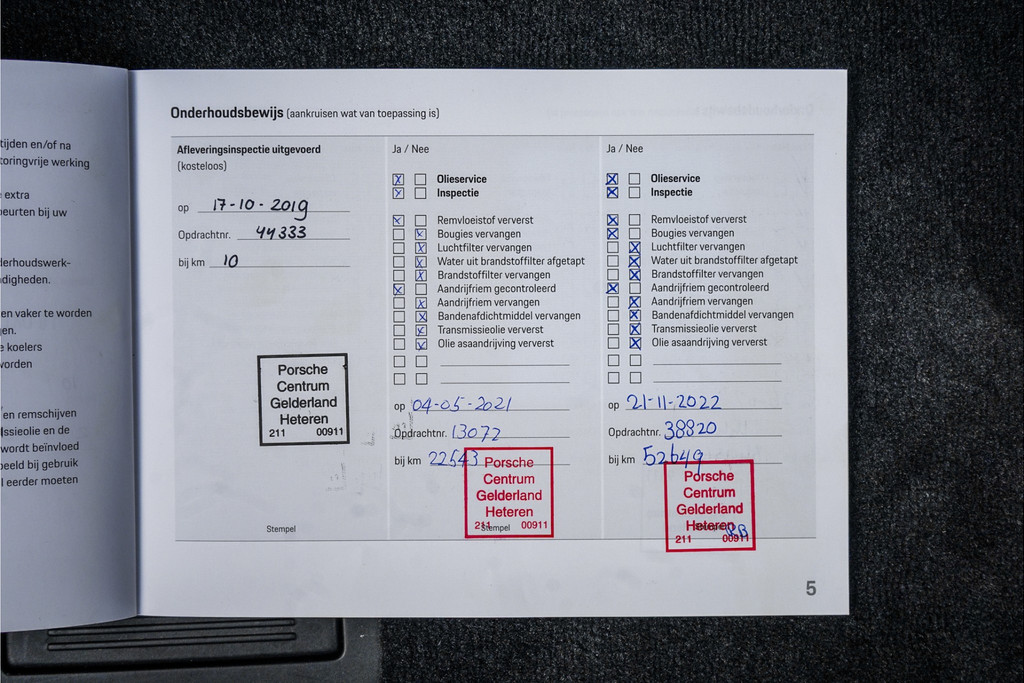 tijden en/of na
toringvrije werking
extra
beurten bij uw
derhoudswerk-
digheden.
en vaker te worden
en.
e koelers
worden
en remschijven
ssieolie en de
wordt beïnvloed
beeld bij gebruik
l eerder moeten
Onderhoudsbewijs (aankruisen wat van toepassing is)
Afleveringsinspectie uitgevoerd
(kosteloos)
op 17-10-2019
Opdrachtnr. 44333
bij km 10
Porsche
Centrum
Gelderland
Heteren
211 00911
Stempel
Ja / Nee
Olieservice
Inspectie
Remvloeistof ververst
Bougies vervangen
Luchtfilter vervangen
Water uit brandstoffilter afgetapt
Brandstoffilter vervangen
Aandrijfriem gecontroleerd
Aandrijfriem vervangen
Bandenafdichtmiddel vervangen
Transmissieolie ververst
Olie asaandrijving ververst
op 04-05-2021
Opdrachtnr. 13072
bij km 22543
Porsche
Centrum
Gelderland
Heteren
211 00911
Stempel
Ja / Nee
Olieservice
Inspectie
Remvloeistof ververst
Bougies vervangen
Luchtfilter vervangen
Water uit brandstoffilter afgetapt
Brandstoffilter vervangen
Aandrijfriem gecontroleerd
Aandrijfriem vervangen
Bandenafdichtmiddel vervangen
Transmissieolie ververst
Olie asaandrijving ververst
op 21-11-2022
Opdrachtnr. 38820
bij km 52649
Porsche
Centrum
Gelderland
Heteren
211 00911
5